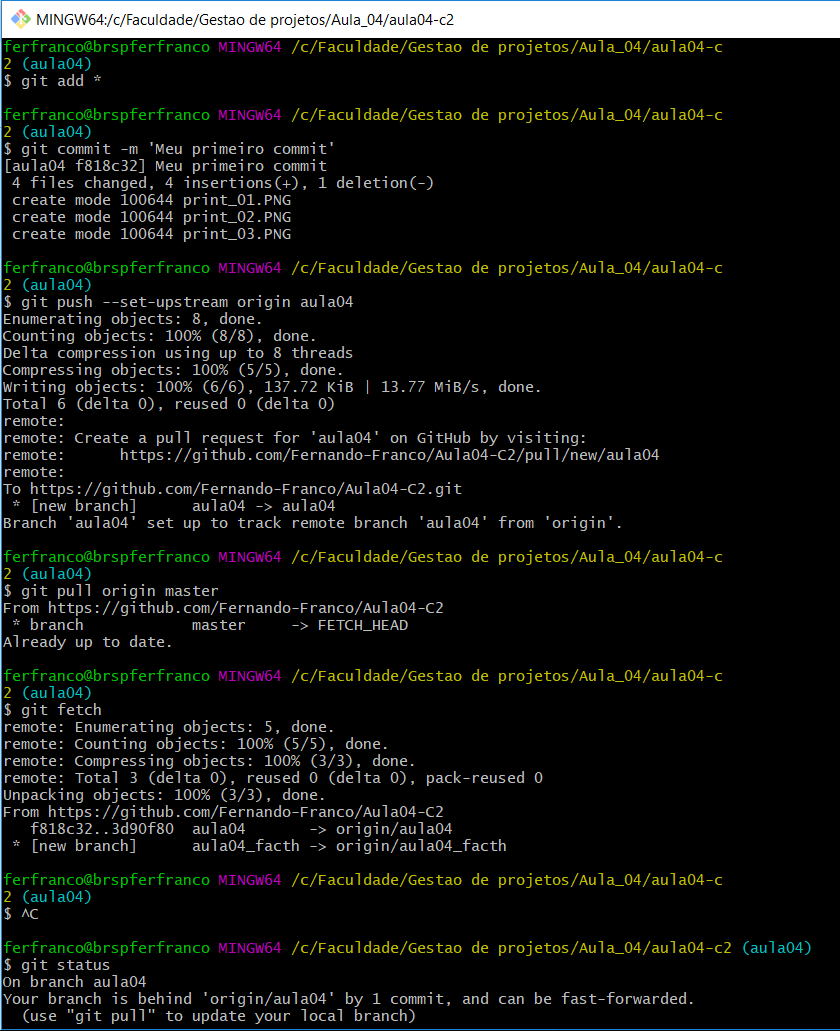 MINGW64:/c/Faculdade/Gestao de projetos/Aula_04/aula04-c2
ferfranco@brspferfranco MINGW64 /c/Faculdade/Gestao de projetos/Aula_04/aula04-c
2 (aula04)
$ git add *
ferfranco@brspferfranco MINGW64 /c/Faculdade/Gestao de projetos/Aula_04/aula04-c
2 (aula04)
$ git commit -m 'Meu primeiro commit'
[aula04 f818c32] Meu primeiro commit
 4 files changed, 4 insertions(+), 1 deletion(-)
 create mode 100644 print_01.PNG
 create mode 100644 print_02.PNG
 create mode 100644 print_03.PNG
ferfranco@brspferfranco MINGW64 /c/Faculdade/Gestao de projetos/Aula_04/aula04-c
2 (aula04)
$ git push --set-upstream origin aula04
Enumerating objects: 8, done.
Counting objects: 100% (8/8), done.
Delta compression using up to 8 threads
Compressing objects: 100% (5/5), done.
Writing objects: 100% (6/6), 137.72 KiB | 13.77 MiB/s, done.
Total 6 (delta 0), reused 0 (delta 0)
remote:
remote: Create a pull request for 'aula04' on GitHub by visiting:
remote:      https://github.com/Fernando-Franco/Aula04-C2/pull/new/aula04
remote:
To https://github.com/Fernando-Franco/Aula04-C2.git
 * [new branch]      aula04 -> aula04
Branch 'aula04' set up to track remote branch 'aula04' from 'origin'.
ferfranco@brspferfranco MINGW64 /c/Faculdade/Gestao de projetos/Aula_04/aula04-c
2 (aula04)
$ git pull origin master
From https://github.com/Fernando-Franco/Aula04-C2
 * branch            master     -> FETCH_HEAD
Already up to date.
ferfranco@brspferfranco MINGW64 /c/Faculdade/Gestao de projetos/Aula_04/aula04-c
2 (aula04)
$ git fetch
remote: Enumerating objects: 5, done.
remote: Counting objects: 100% (5/5), done.
remote: Compressing objects: 100% (3/3), done.
remote: Total 3 (delta 0), reused 0 (delta 0), pack-reused 0
Unpacking objects: 100% (3/3), done.
From https://github.com/Fernando-Franco/Aula04-C2
   f818c32..3d90f80  aula04       -> origin/aula04
 * [new branch]      aula04_facth -> origin/aula04_facth
ferfranco@brspferfranco MINGW64 /c/Faculdade/Gestao de projetos/Aula_04/aula04-c
2 (aula04)
$ ^C
ferfranco@brspferfranco MINGW64 /c/Faculdade/Gestao de projetos/Aula_04/aula04-c2 (aula04)
$ git status
On branch aula04
Your branch is behind 'origin/aula04' by 1 commit, and can be fast-forwarded.
  (use "git pull" to update your local branch)